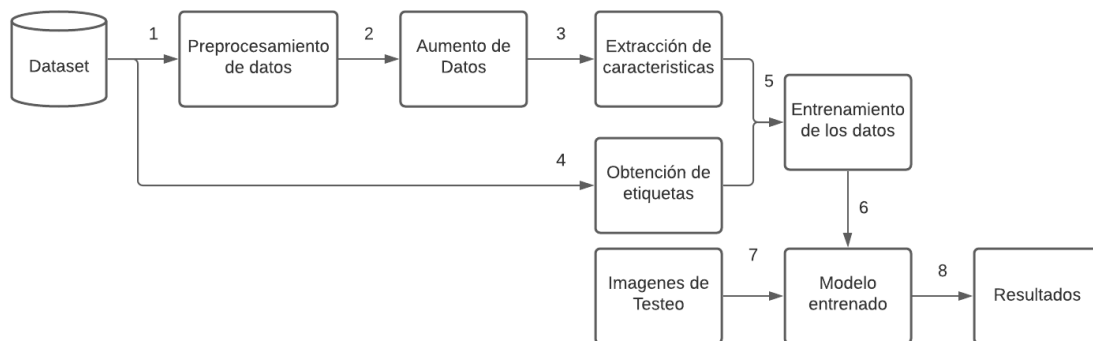 Dataset
1
Preprocesamiento
de datos
2
Aumento de
Datos
3
Extracción de
caracteristicas
4
Obtención de
etiquetas
5
Entrenamiento
de los datos
6
Imagenes de
Testeo
7
Modelo
entrenado
8
Resultados